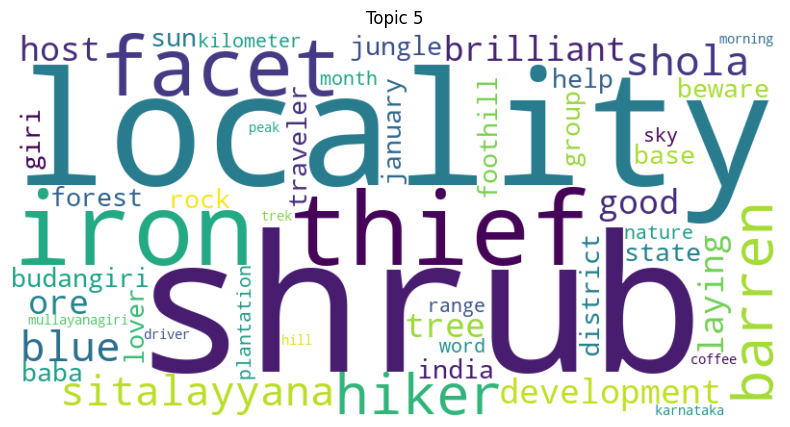 Topic 5
host
facet
sun
kilometer
jungle
brilliant
shola
morning
locality
month
help
beware
giri
peak
traveler
january
foothill
group
sky
base
forest
rock
iron
thief
good
trek
nature
state
barren
budangiri
shrub
ore
mullayanagiri
lover
plantation
range
tree
district
laying
blue
driver
hill
word
india
coffee
baba
sitalayyana
hiker
development
karnataka